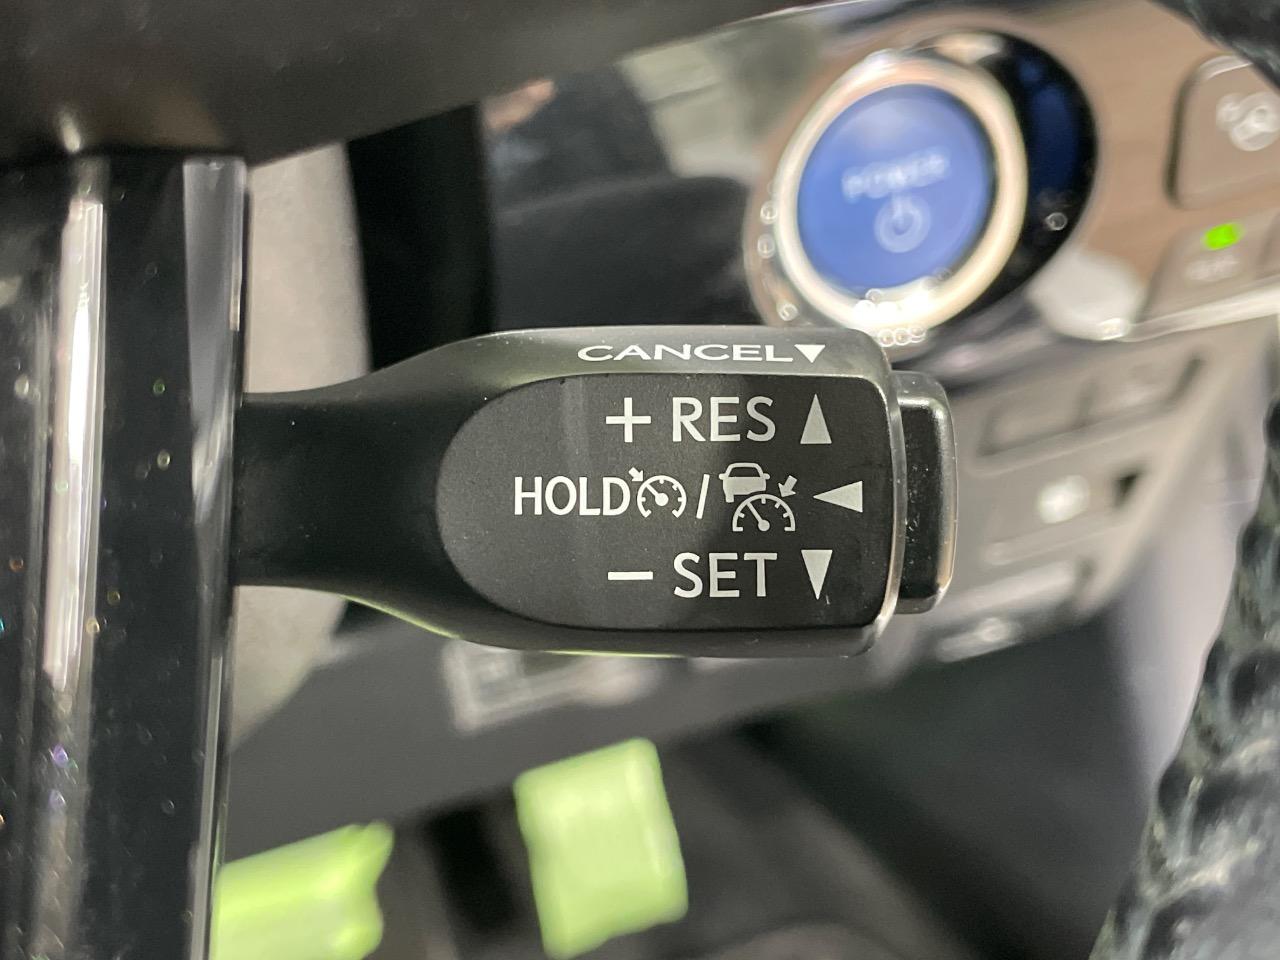 POWER
CANCEL▼
+ RES ▲
HOLD / ◀
− SET ▼